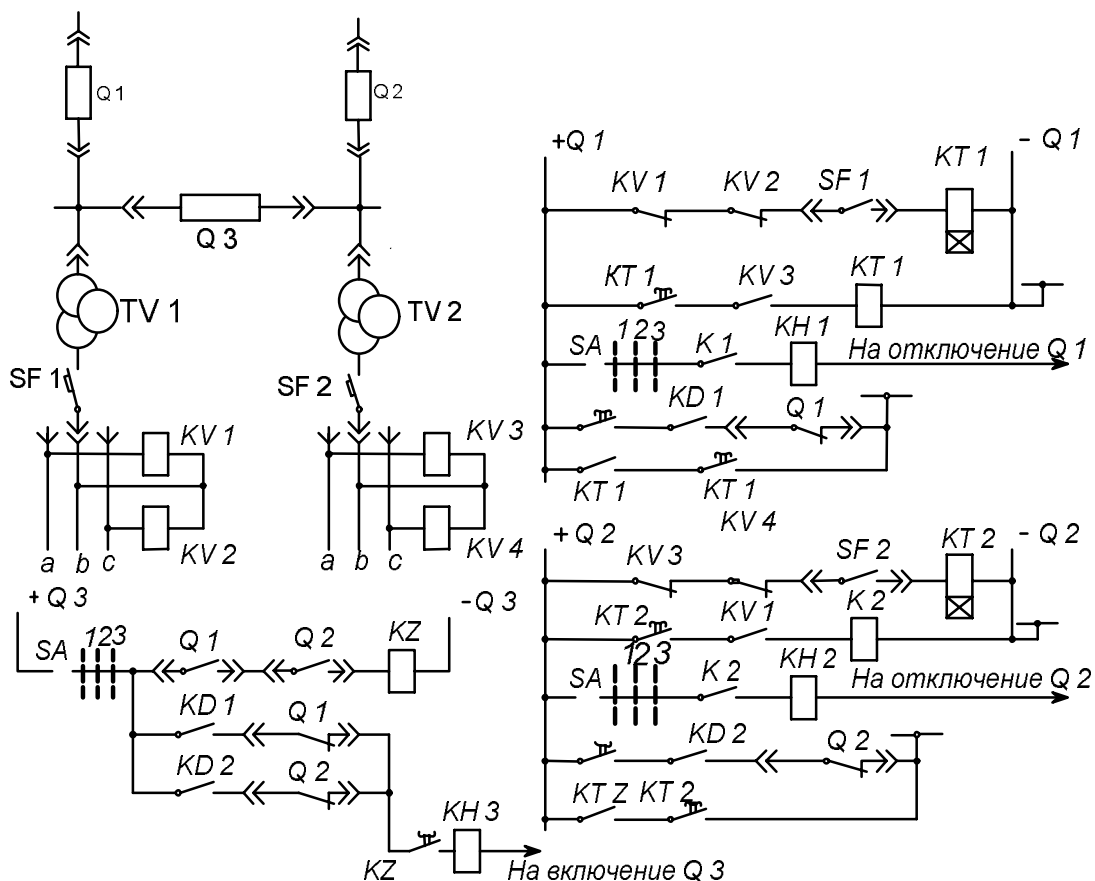 Q 1
Q 2
Q 3
TV 1
TV 2
SF 1
SF 2
KV 1
KV 2
KV 3
KV 4
a b c
a b c
+ Q 3
- Q 3
SA
123
Q 1
Q 2
KZ
KD 1
Q 1
KD 2
Q 2
KZ
KH 3
На включение Q 3
+Q 1
- Q 1
KV 1
KV 2
SF 1
KT 1
KT 1
KV 3
KT 1
SA
1 2 3
K 1
KH 1
На отключение Q 1
KD 1
Q 1
KT 1
KT 1
KV 4
+ Q 2
- Q 2
KV 3
SF 2
KT 2
KT 2
KV 1
K 2
SA
123
K 2
KH 2
На отключение Q 2
KD 2
Q 2
KT Z
KT 2